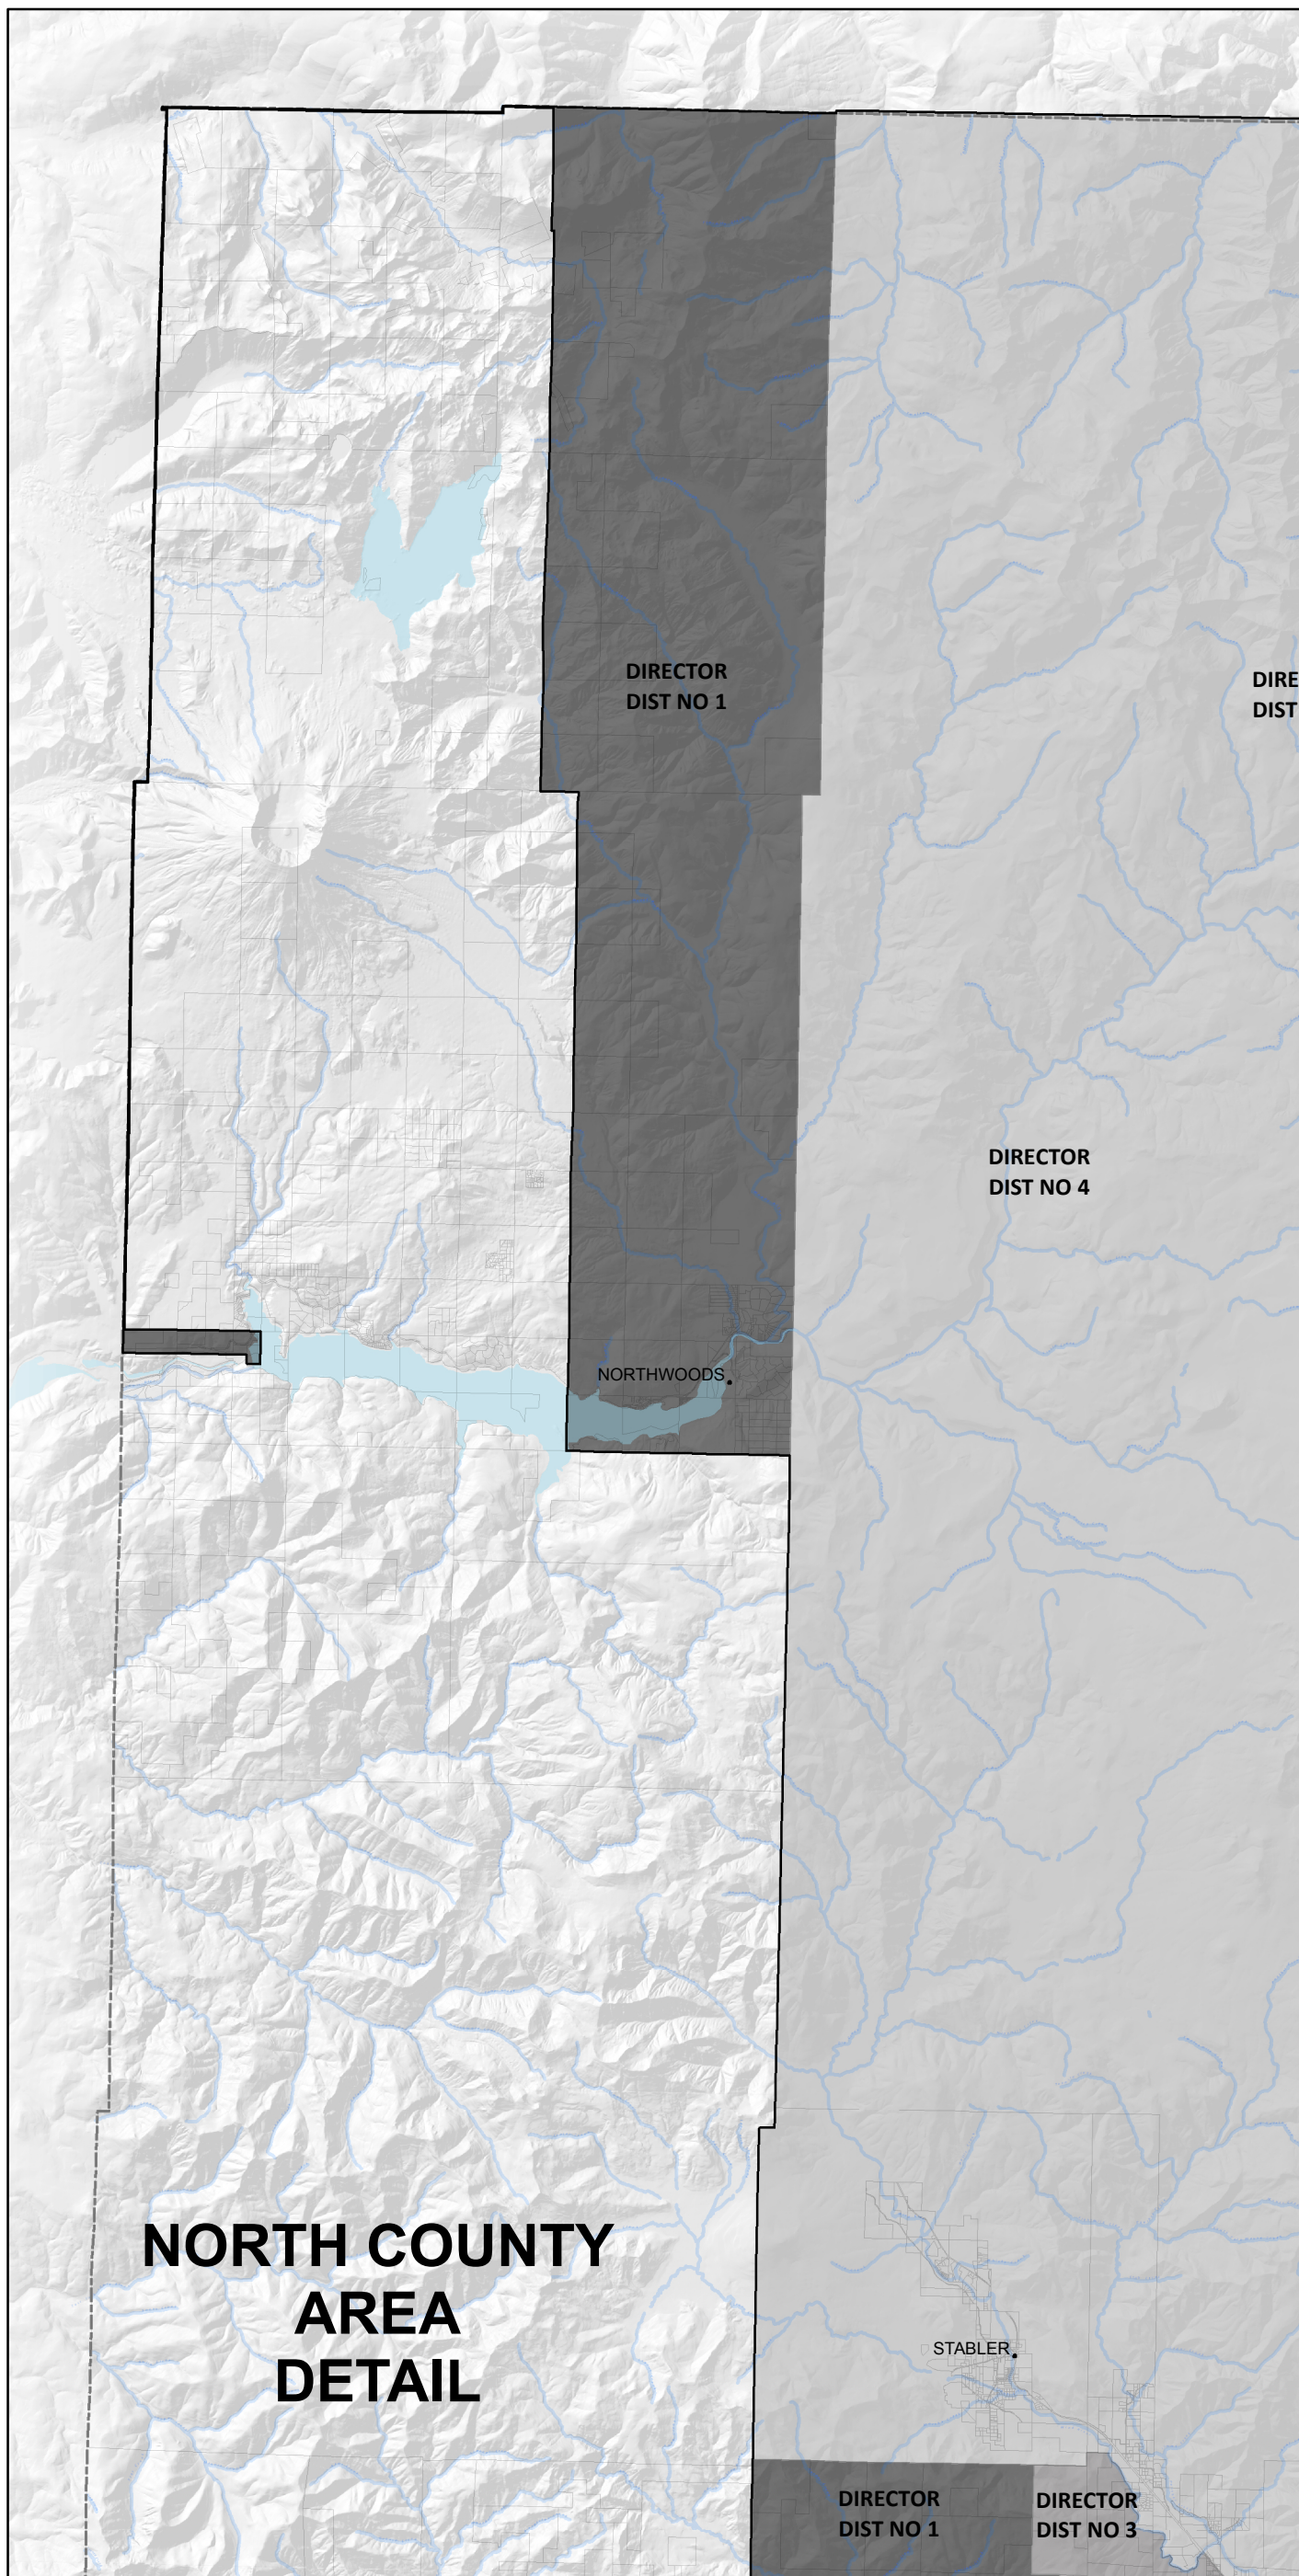 DIRECTOR
DIST NO 1
DIRE
DIST
DIRECTOR
DIST NO 4
NORTHWOODS
NORTH COUNTY
AREA
DETAIL
STABLER
DIRECTOR
DIST NO 1
DIRECTOR
DIST NO 3